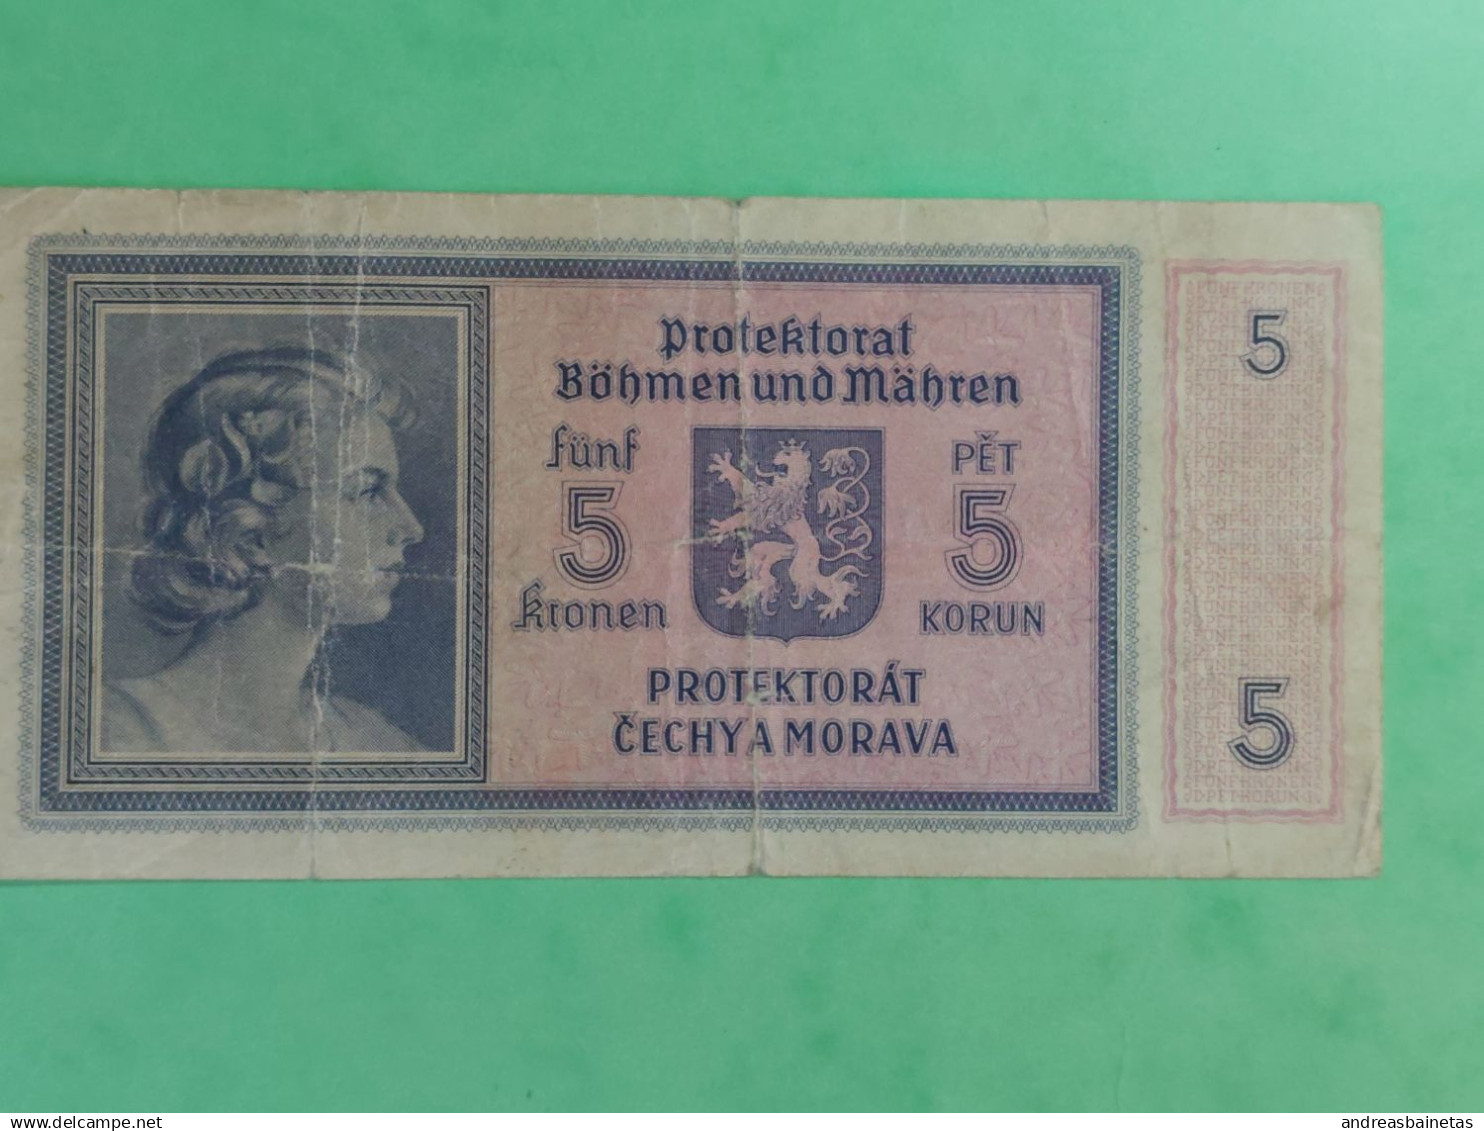 Protektorat
Böhmen und Mähren
fünf
5
Kronen
PĚT
5
KORUN
PROTEKTORÁT
ČECHY A MORAVA
5
5
www.delcampe.net
andreasbainetas